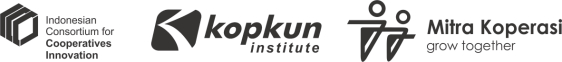 Indonesian
Consortium for
Cooperatives
Innovation
kopkun
institute
Mitra Koperasi
grow together